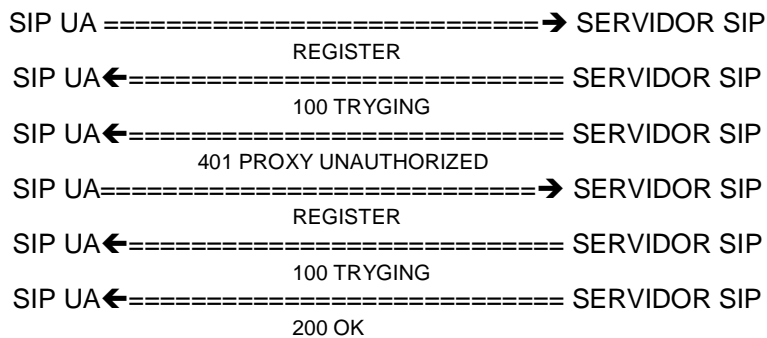 SIP UA ============================➔ SERVIDOR SIP
REGISTER
SIP UA🡸============================ SERVIDOR SIP
100 TRYGING
SIP UA🡸============================ SERVIDOR SIP
401 PROXY UNAUTHORIZED
SIP UA============================➔ SERVIDOR SIP
REGISTER
SIP UA🡸============================ SERVIDOR SIP
100 TRYGING
SIP UA🡸============================ SERVIDOR SIP
200 OK